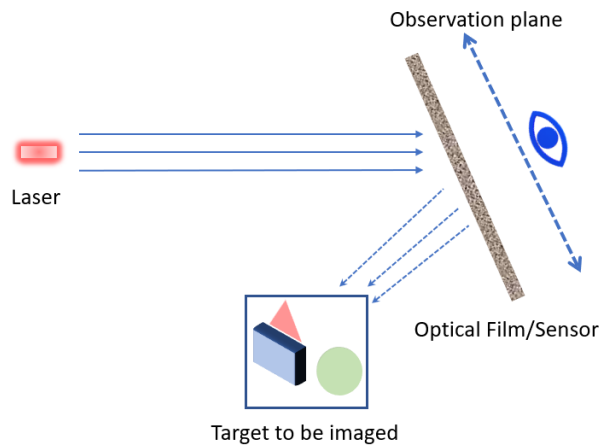 Observation plane
Laser
Optical Film/Sensor
Target to be imaged